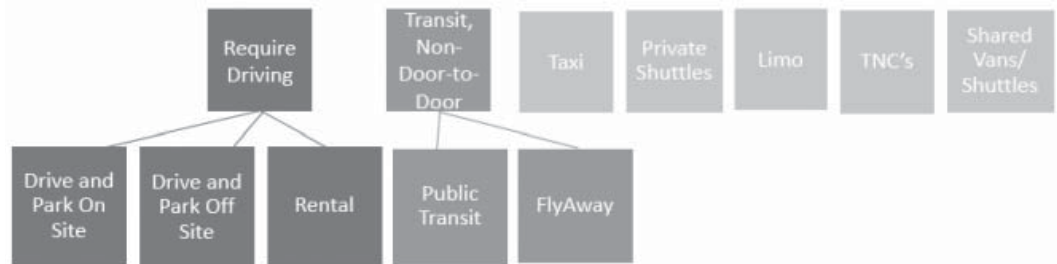 Require
Driving
Transit,
Non-
Door-to-
Door
Taxi
Private
Shuttles
Limo
TNC's
Shared
Vans/
Shuttles
Drive and
Park On
Site
Drive and
Park Off
Site
Rental
Public
Transit
FlyAway